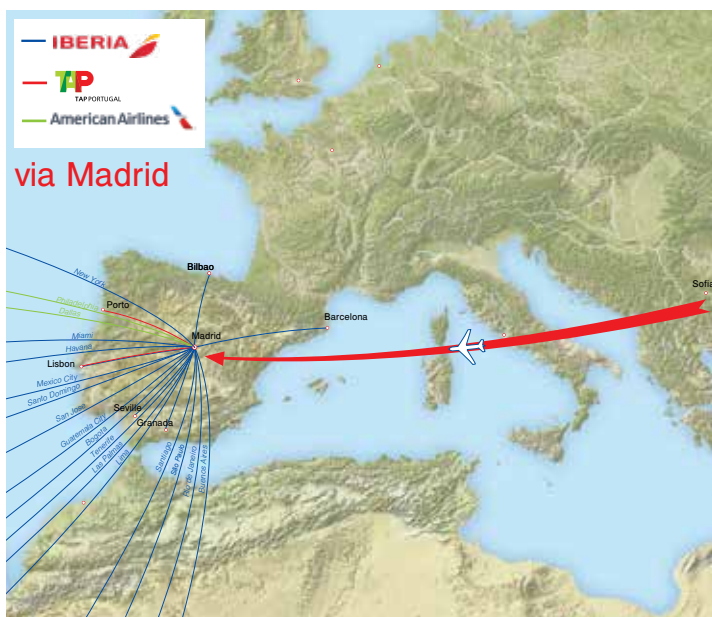 IBERIA
TAP
TAP PORTUGAL
American Airlines
via Madrid
New York
Bilbao
Sofia
Philadelphia
Porto
Dallas
Barcelona
Miami
Madrid
Havana
Lisbon
Mexico City
Santo Domingo
San José
Seville
Granada
Guatemala City
Bogota
Tenerife
Las Palmas
Lima
Santiago
São Paulo
Rio de Janeiro
Buenos Aires